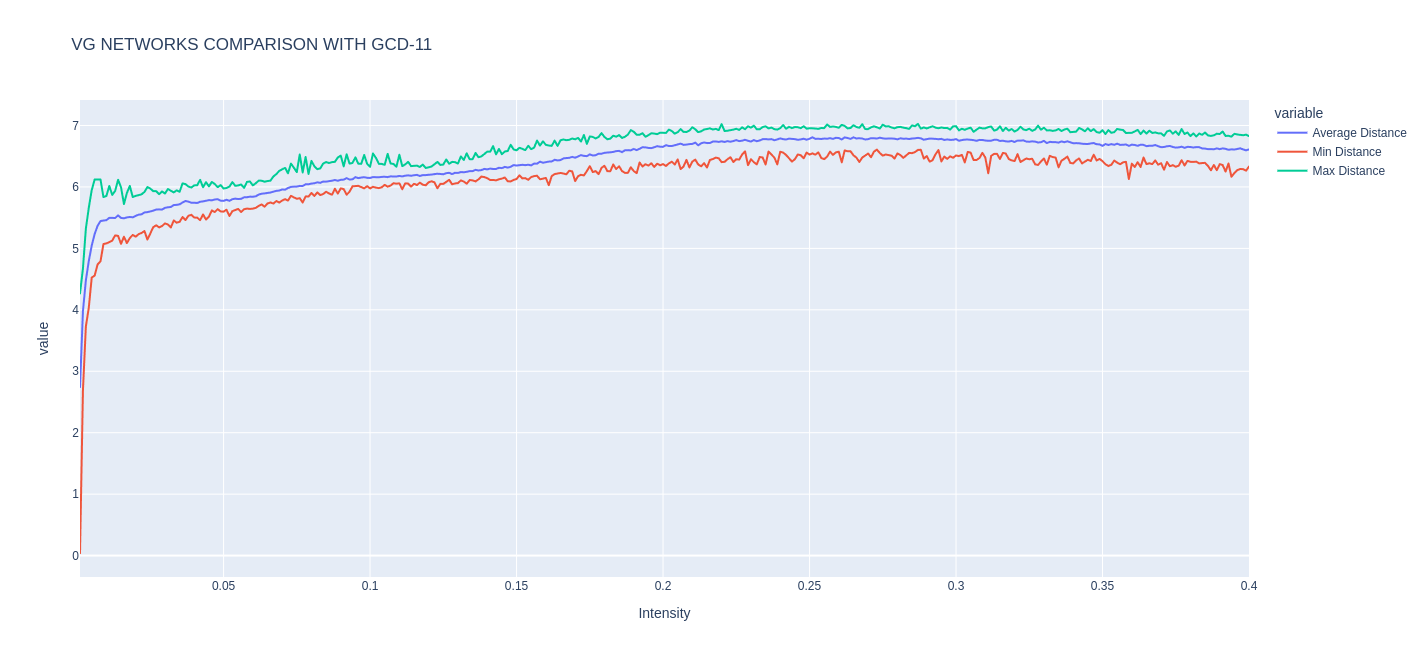 VG NETWORKS COMPARISON WITH GCD-11
variable
Average Distance
Min Distance
Max Distance
7
6
5
4
3
2
1
0
value
0.05 0.1 0.15 0.2 0.25 0.3 0.35 0.4
Intensity